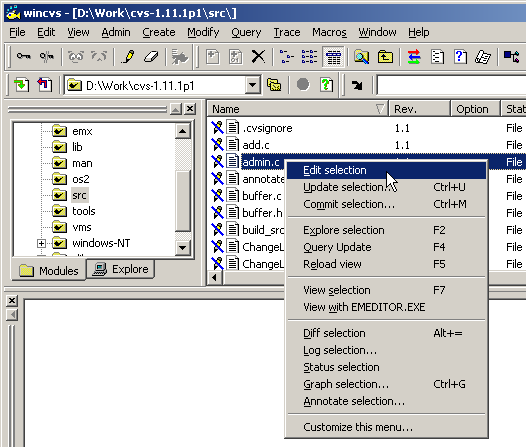 wincvs - [D:\Work\cvs-1.11.1p1\src\]
File Edit View Admin Create Modify Query Trace Macros Window Help
D:\Work\cvs-1.11.1p1
Name Rev. Option Stat
emx
lib
man
os2
src
tools
vms
windows-NT
Modules Explore
.cvsignore 1.1 File
add.c 1.1 File
admin.c File
annotate File
buffer.c File
buffer.h File
build_src File
ChangeL File
ChangeL File
Edit selection
Update selection... Ctrl+U
Commit selection... Ctrl+M
Explore selection F2
Query Update F4
Reload view F5
View selection F7
View with EMEDITOR.EXE
Diff selection Alt+=
Log selection...
Status selection
Graph selection... Ctrl+G
Annotate selection...
Customize this menu...